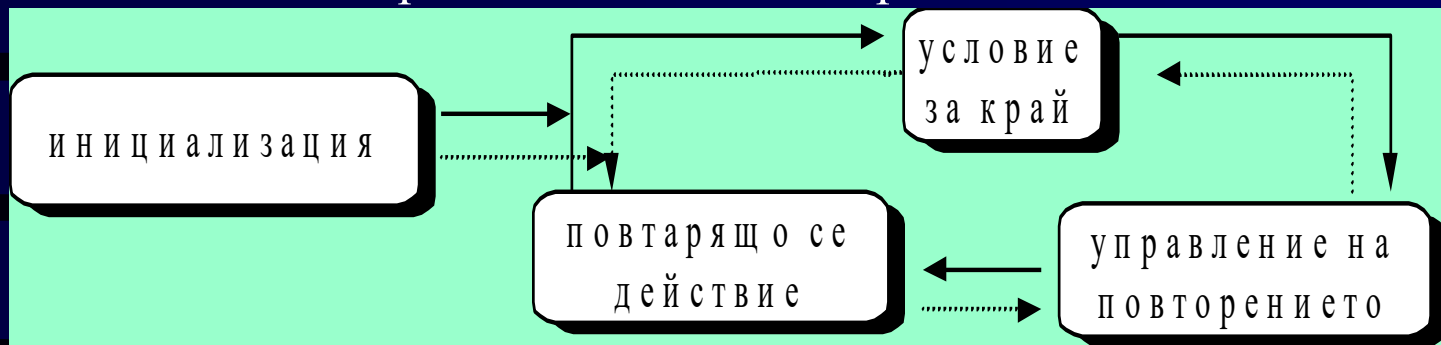 инициализация
условие
за край
повтарящо се
действие
управление на
повторението